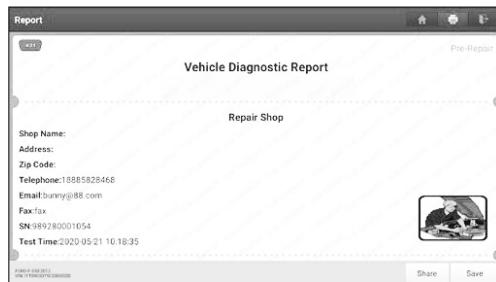 Report
Pre-Repair
Vehicle Diagnostic Report
Repair Shop
Shop Name:
Address:
Zip Code:
Telephone:18885828468
Email:bunny@88.com
Fax:fax
SN:989280001054
Test Time:2020-05-21 10:18:35
Share Save